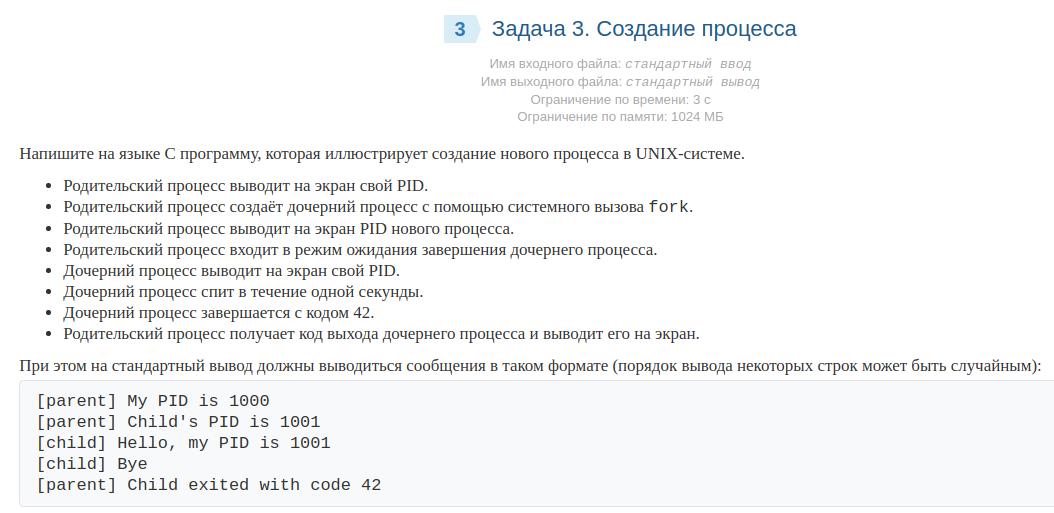 3 Задача 3. Создание процесса
Имя входного файла: стандартный ввод
Имя выходного файла: стандартный вывод
Ограничение по времени: 3 с
Ограничение по памяти: 1024 МБ
Напишите на языке C программу, которая иллюстрирует создание нового процесса в UNIX-системе.
• Родительский процесс выводит на экран свой PID.
• Родительский процесс создаёт дочерний процесс с помощью системного вызова fork.
• Родительский процесс выводит на экран PID нового процесса.
• Родительский процесс входит в режим ожидания завершения дочернего процесса.
• Дочерний процесс выводит на экран свой PID.
• Дочерний процесс спит в течение одной секунды.
• Дочерний процесс завершается с кодом 42.
• Родительский процесс получает код выхода дочернего процесса и выводит его на экран.
При этом на стандартный вывод должны выводиться сообщения в таком формате (порядок вывода некоторых строк может быть случайным):
[parent] My PID is 1000
[parent] Child's PID is 1001
[child] Hello, my PID is 1001
[child] Bye
[parent] Child exited with code 42